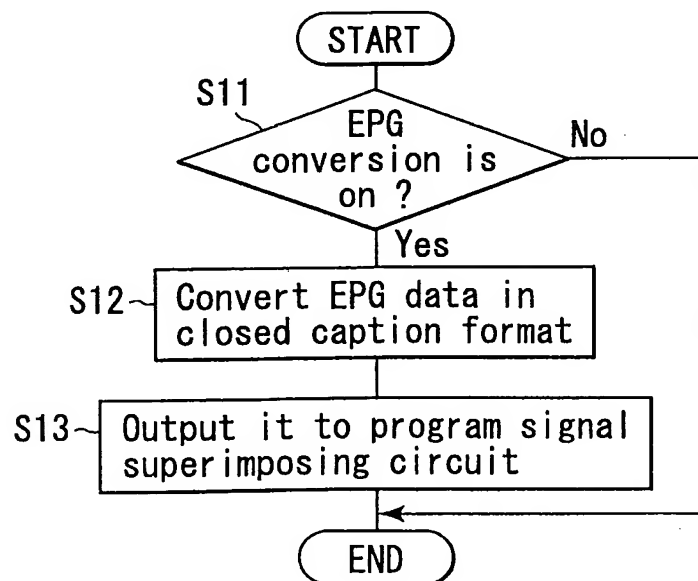 START
S11
EPG
conversion is
on ?
No
Yes
S12
Convert EPG data in
closed caption format
S13
Output it to program signal
superimposing circuit
END